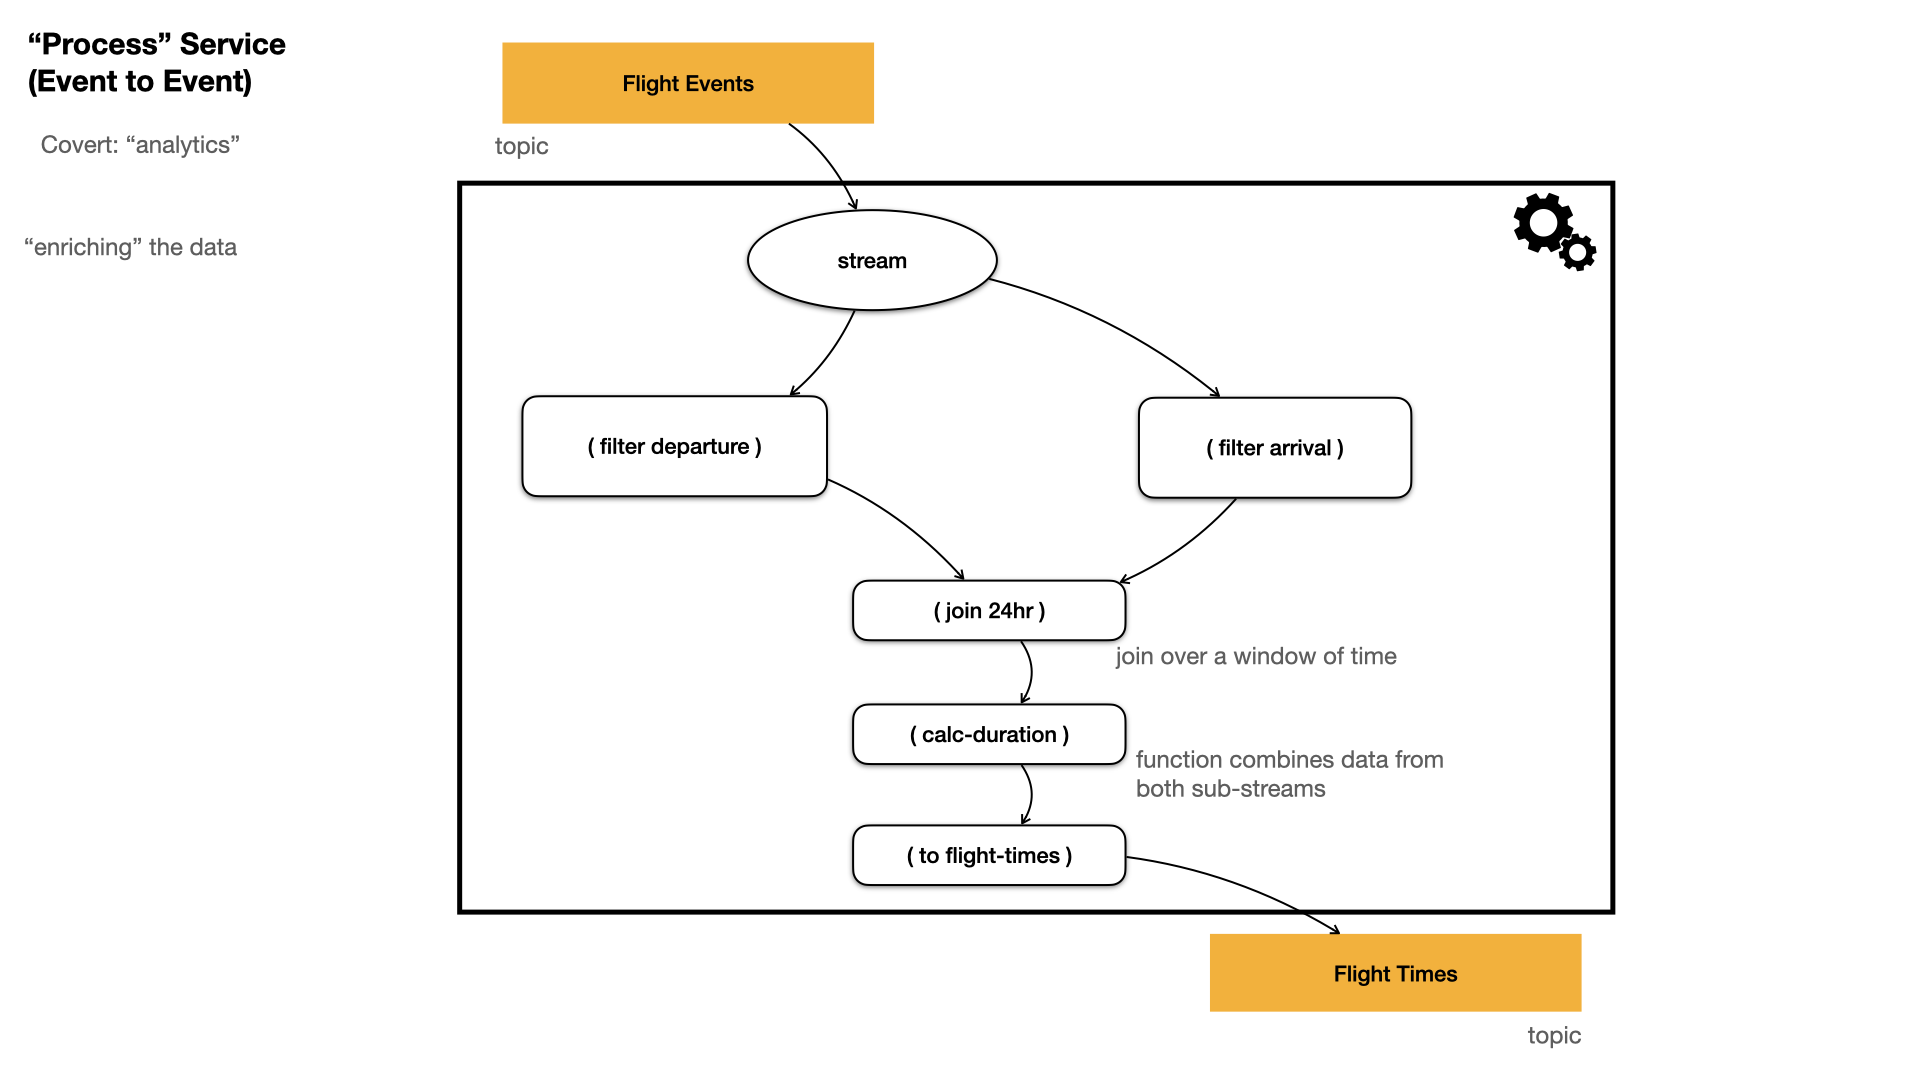 “Process” Service
(Event to Event)
Covert: “analytics”
“enriching” the data
Flight Events
topic
stream
( filter departure )
( filter arrival )
( join 24hr )
join over a window of time
( calc-duration )
function combines data from
both sub-streams
( to flight-times )
Flight Times
topic